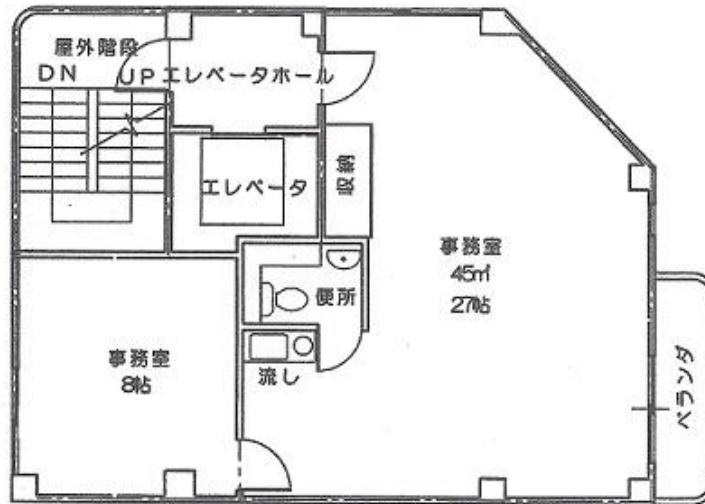 屋外階段
DN
UP
エレベータホール
エレベータ
収納
事務室
45㎡
27帖
便所
流し
事務室
8帖
ベランダ